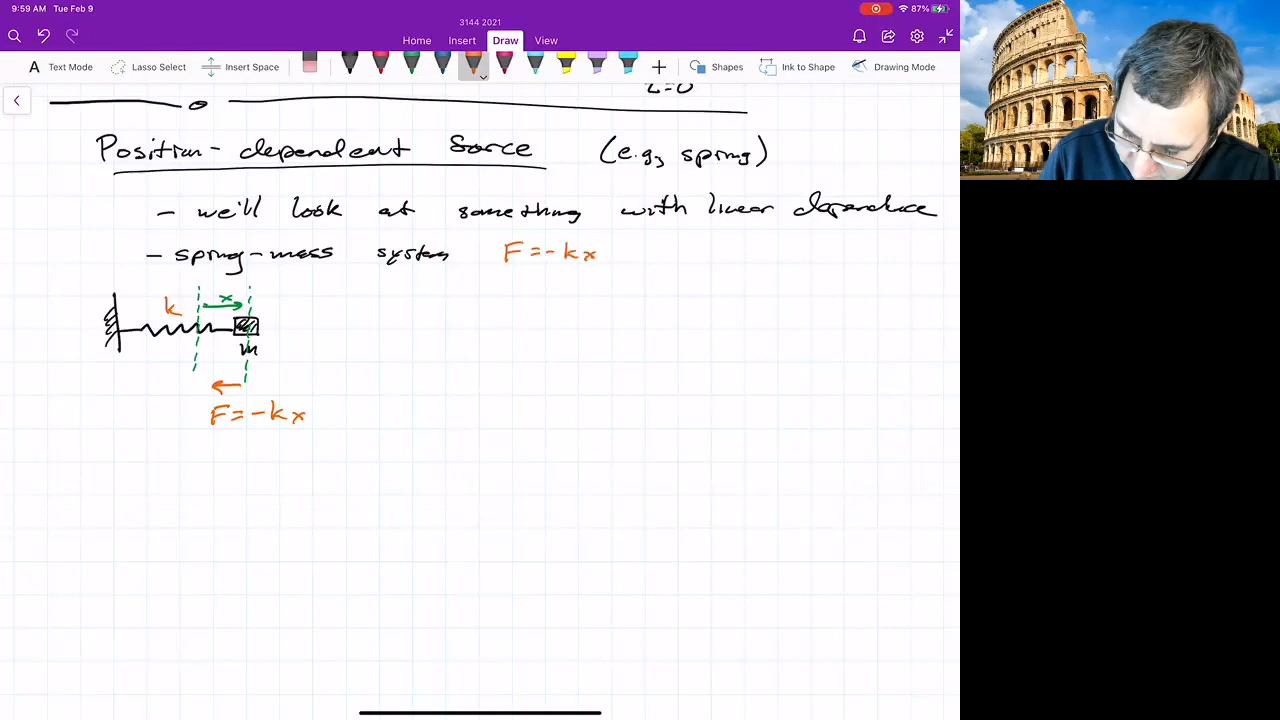 9:59 AM Tue Feb 9
87%
3144 2021
Home Insert Draw View
A Text Mode Lasso Select Insert Space Shapes Ink to Shape Drawing Mode
=0
Position-dependent Force (e.g., spring)
- we'll look at something with linear dependence
- spring-mass system F=-kx
k x
m
F=-kx